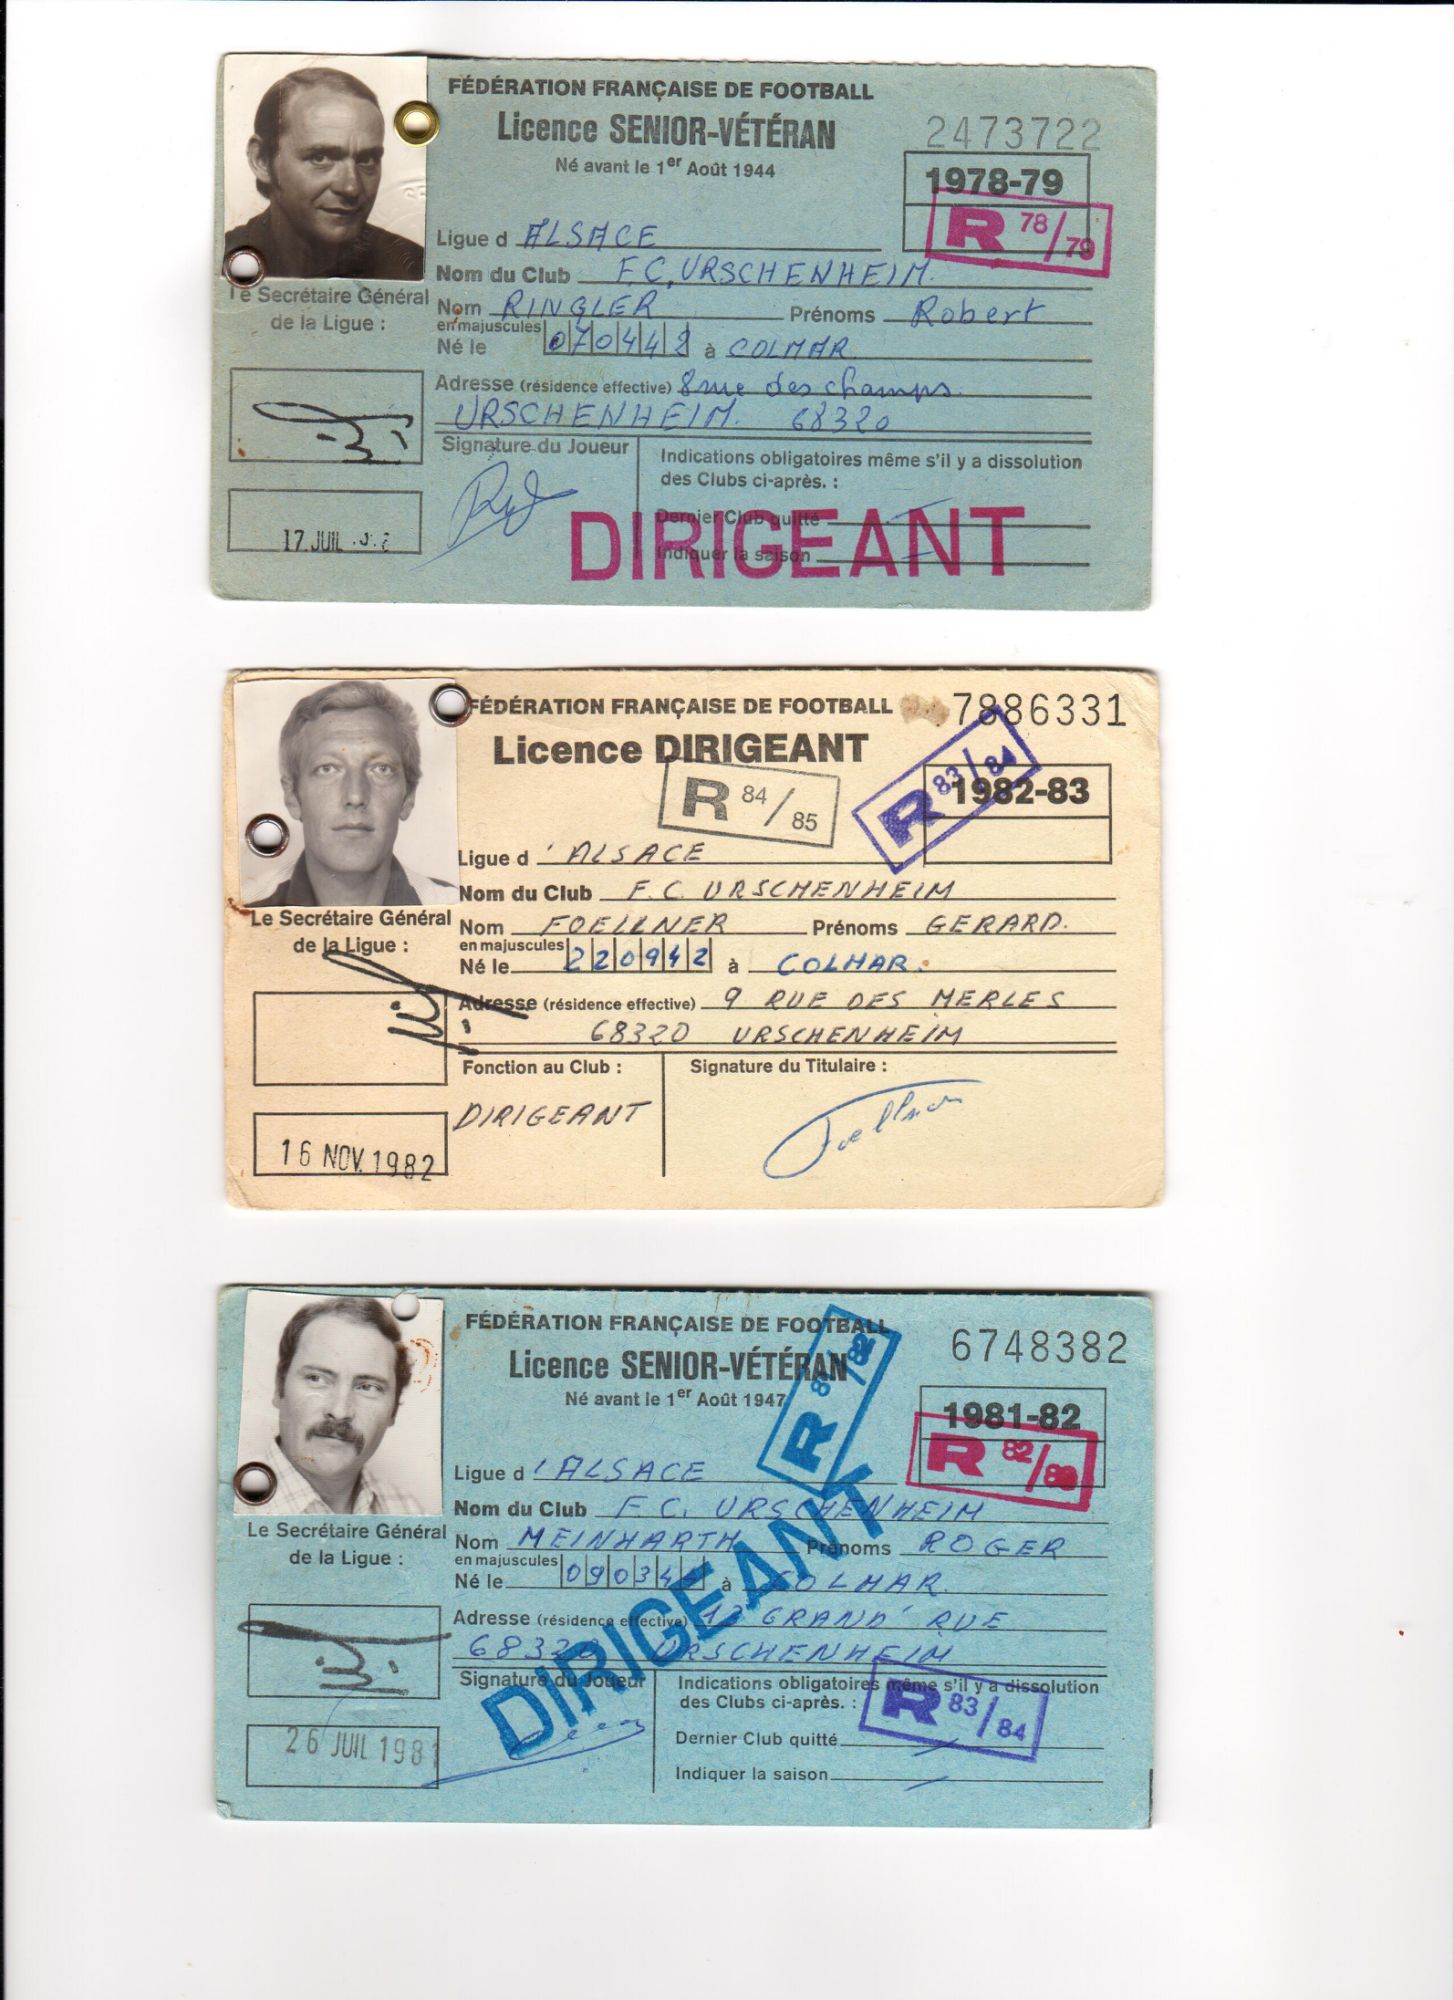 FÉDÉRATION FRANÇAISE DE FOOTBALL
Licence SENIOR-VÉTÉRAN
2473722
Né avant le 1er Août 1944
1978-79
R 78/79
Ligue d ALSACE
Nom du Club F.C. URSCHENHEIM.
Le Secrétaire Général
de la Ligue :
Nom RINGLER Prénoms Robert
en majuscules
Né le 070442 à COLMAR
Adresse (résidence effective) 8 rue des champs
URSCHENHEIM. 68320
Signature du Joueur
Indications obligatoires même s'il y a dissolution
des Clubs ci-après. :
Dernier Club quitté
DIRIGEANT
Indiquer la saison
17. JUIL
FÉDÉRATION FRANÇAISE DE FOOTBALL
7886331
Licence DIRIGEANT
R 83/84
1982-83
R 84/85
Ligue d 'ALSACE
Nom du Club F.C. URSCHENHEIM
Le Secrétaire Général
de la Ligue :
Nom FOELLNER Prénoms GERARD.
en majuscules
Né le 220942 à COLMAR.
Adresse (résidence effective) 9 RUE DES MERLES
68320 URSCHENHEIM
Fonction au Club :
Signature du Titulaire :
DIRIGEANT
Foellner
16 NOV. 1982
FÉDÉRATION FRANÇAISE DE FOOTBALL
6748382
Licence SENIOR-VÉTÉRAN
R 81/82
Né avant le 1er Août 1947
1981-82
R 82/83
Ligue d 'ALSACE
Nom du Club F.C. URSCHENHEIM
Le Secrétaire Général
de la Ligue :
Nom MEINHARTH Prénoms ROGER
en majuscules
Né le à COLMAR.
Adresse (résidence effective) 13 GRAND' RUE
68320 URSCHENHEIM
DIRIGEANT
Signature du Joueur
Indications obligatoires même s'il y a dissolution
des Clubs ci-après. :
R 83/84
Dernier Club quitté
Indiquer la saison
26 JUIL 1981